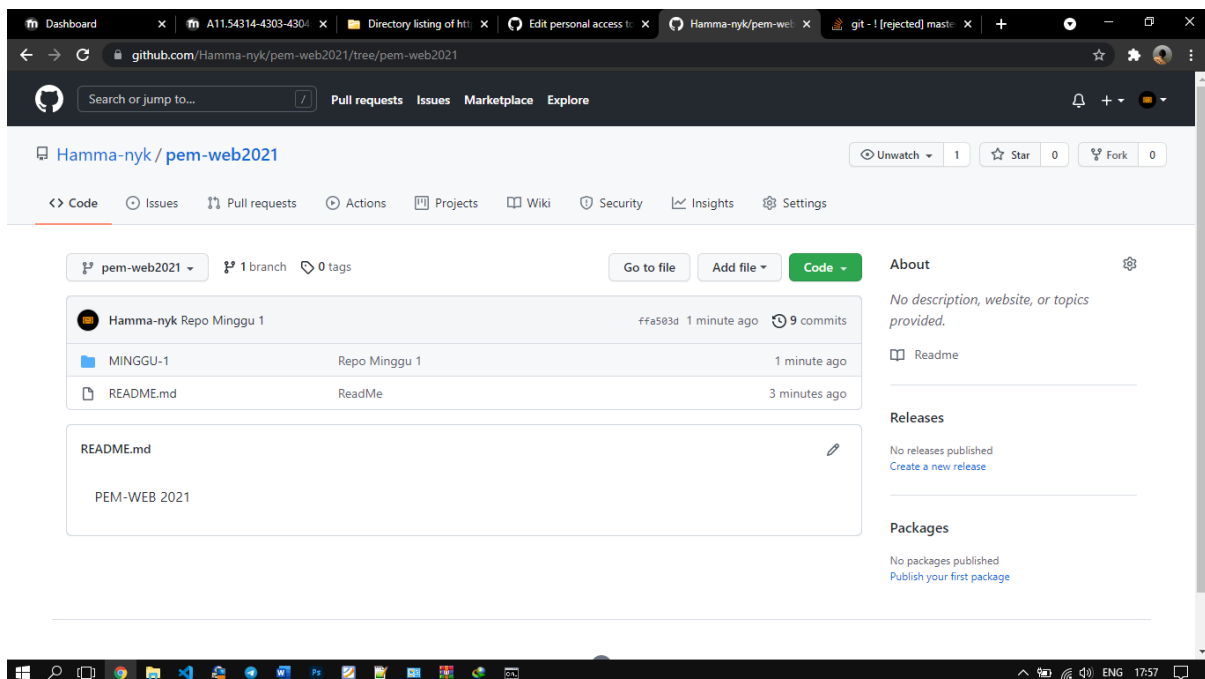 Dashboard
A11.54314-4303-4304
Directory listing of htt
Edit personal access to
Hamma-nyk/pem-web
git - ! [rejected] maste
github.com/Hamma-nyk/pem-web2021/tree/pem-web2021
Search or jump to...
/
Pull requests Issues Marketplace Explore
Hamma-nyk / pem-web2021
Unwatch 1
Star 0
Fork 0
<> Code Issues Pull requests Actions Projects Wiki Security Insights Settings
pem-web2021 1 branch 0 tags
Go to file Add file Code
Hamma-nyk Repo Minggu 1 ffa503d 1 minute ago 9 commits
MINGGU-1 Repo Minggu 1 1 minute ago
README.md ReadMe 3 minutes ago
README.md
PEM-WEB 2021
About
No description, website, or topics
provided.
Readme
Releases
No releases published
Create a new release
Packages
No packages published
Publish your first package
ENG 17:57